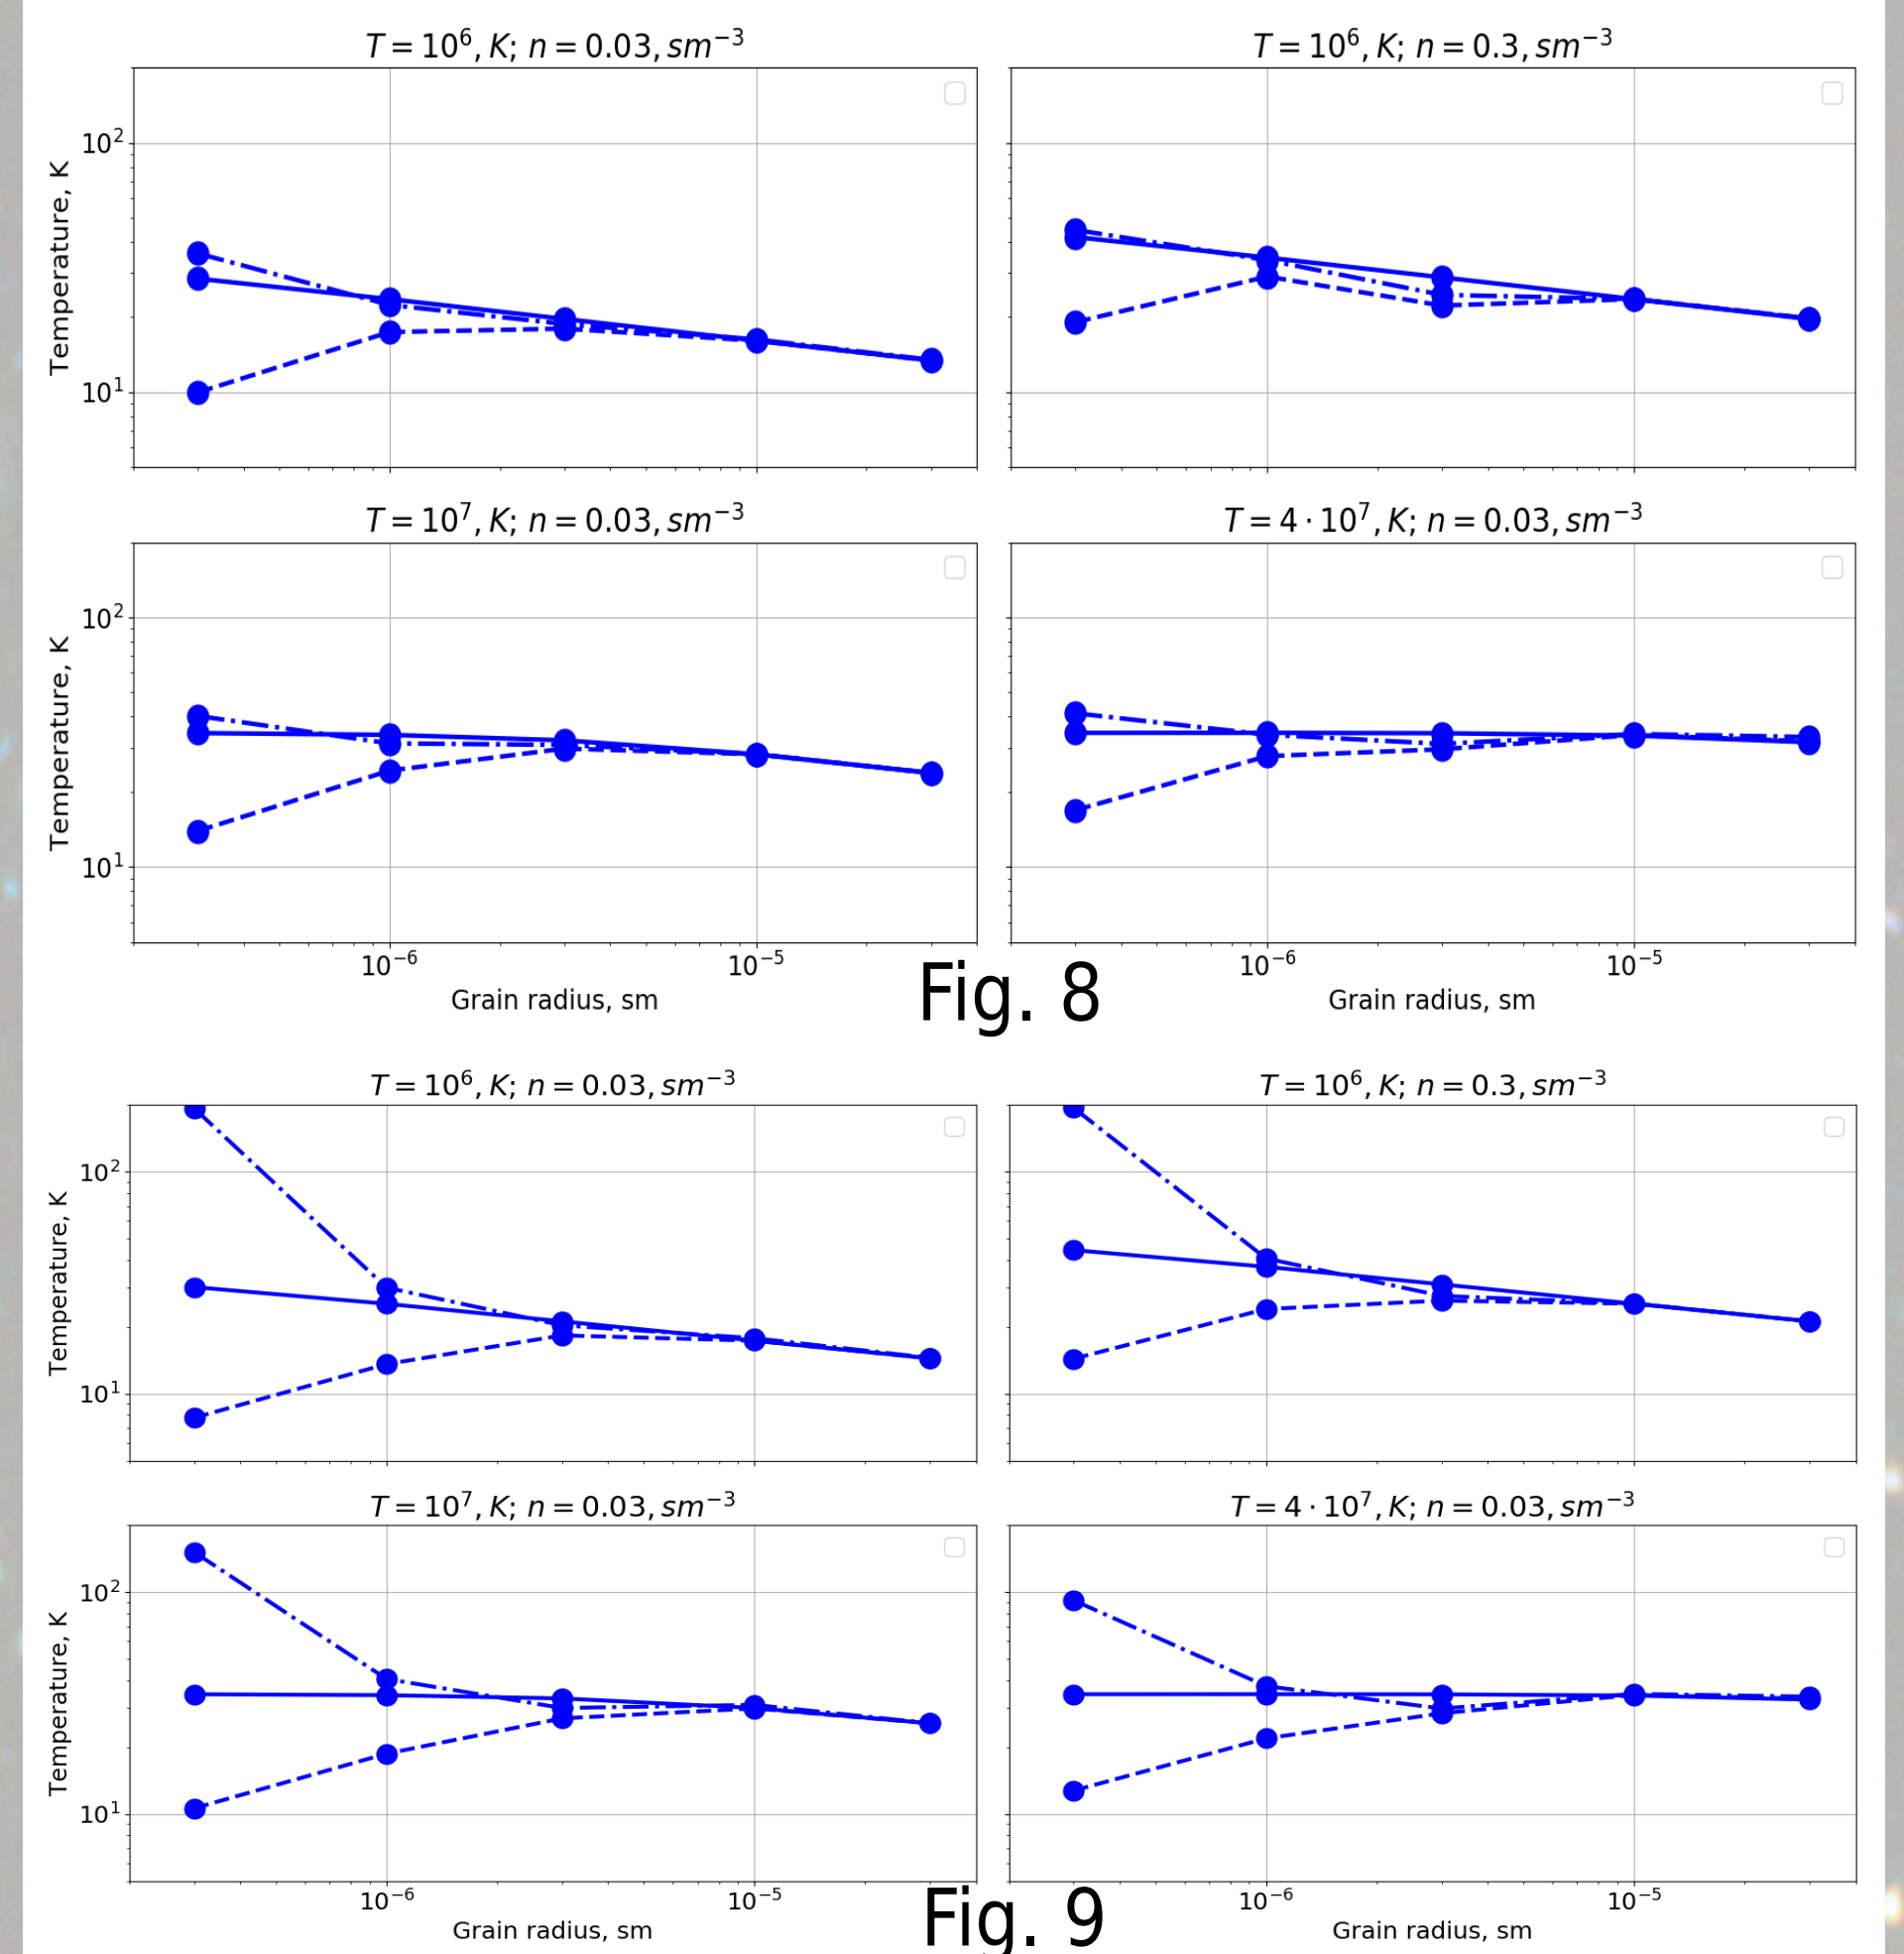 T = 10⁶, K; n = 0.03, sm⁻³
T = 10⁶, K; n = 0.3, sm⁻³
Temperature, K
10²
10¹
T = 10⁷, K; n = 0.03, sm⁻³
T = 4 · 10⁷, K; n = 0.03, sm⁻³
Temperature, K
10²
10¹
10⁻⁶
10⁻⁵
10⁻⁶
10⁻⁵
Grain radius, sm
Grain radius, sm
Fig. 8
T = 10⁶, K; n = 0.03, sm⁻³
T = 10⁶, K; n = 0.3, sm⁻³
Temperature, K
10²
10¹
T = 10⁷, K; n = 0.03, sm⁻³
T = 4 · 10⁷, K; n = 0.03, sm⁻³
Temperature, K
10²
10¹
10⁻⁶
10⁻⁵
10⁻⁶
10⁻⁵
Grain radius, sm
Grain radius, sm
Fig. 9